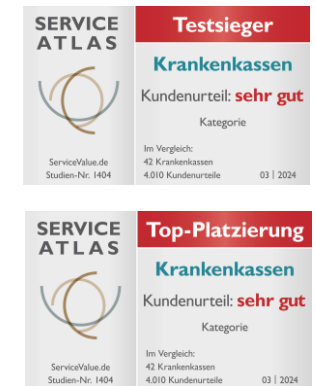 SERVICE
ATLAS
Testsieger
Krankenkassen
Kundenurteil: sehr gut
Kategorie
Im Vergleich:
42 Krankenkassen
4.010 Kundenurteile
03 | 2024
ServiceValue.de
Studien-Nr. 1404
SERVICE
ATLAS
Top-Platzierung
Krankenkassen
Kundenurteil: sehr gut
Kategorie
Im Vergleich:
42 Krankenkassen
4.010 Kundenurteile
03 | 2024
ServiceValue.de
Studien-Nr. 1404